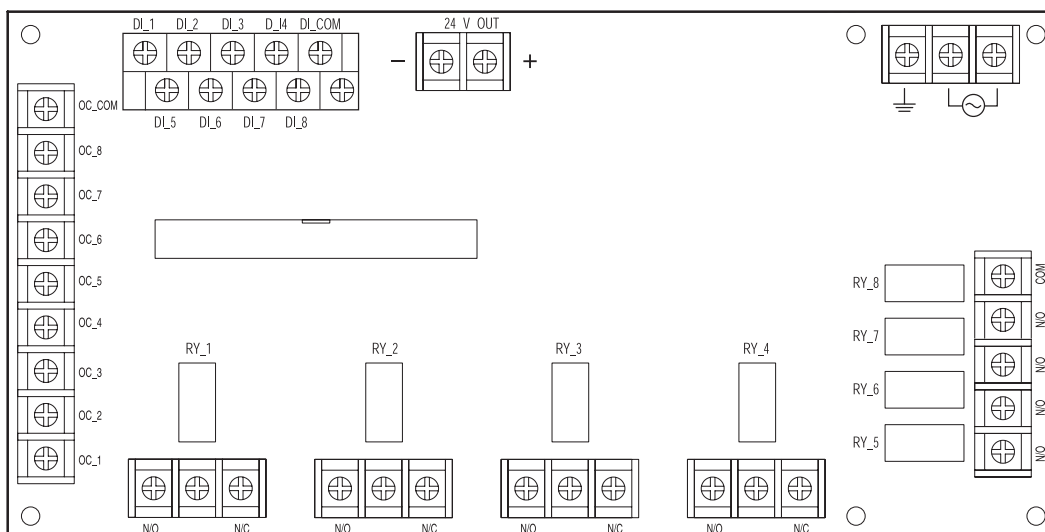 DI_1 DI_2 DI_3 D_I4 DI_COM
24 V OUT
− +
DI_5 DI_6 DI_7 DI_8
OC_COM
OC_8
OC_7
OC_6
OC_5
OC_4
OC_3
OC_2
OC_1
RY_1 RY_2 RY_3 RY_4
RY_8
RY_7
RY_6
RY_5
COM
N/O
N/O
N/O
N/O
N/O N/C N/O N/C N/O N/C N/O N/C